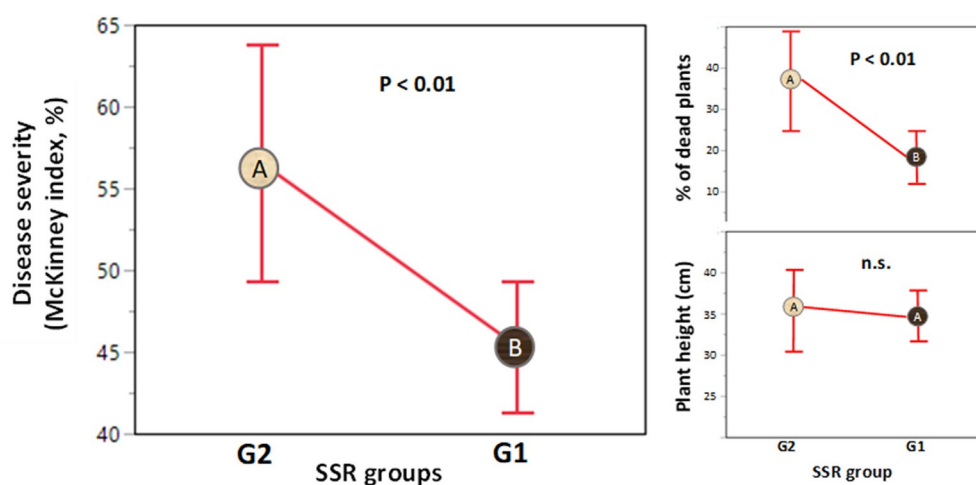 Disease severity
(McKinney index, %)
65
60
55
50
45
40
P < 0.01
A
B
G2
G1
SSR groups
% of dead plants
40
30
20
10
P < 0.01
A
B
Plant height (cm)
40
35
30
25
n.s.
A
A
G2
G1
SSR group